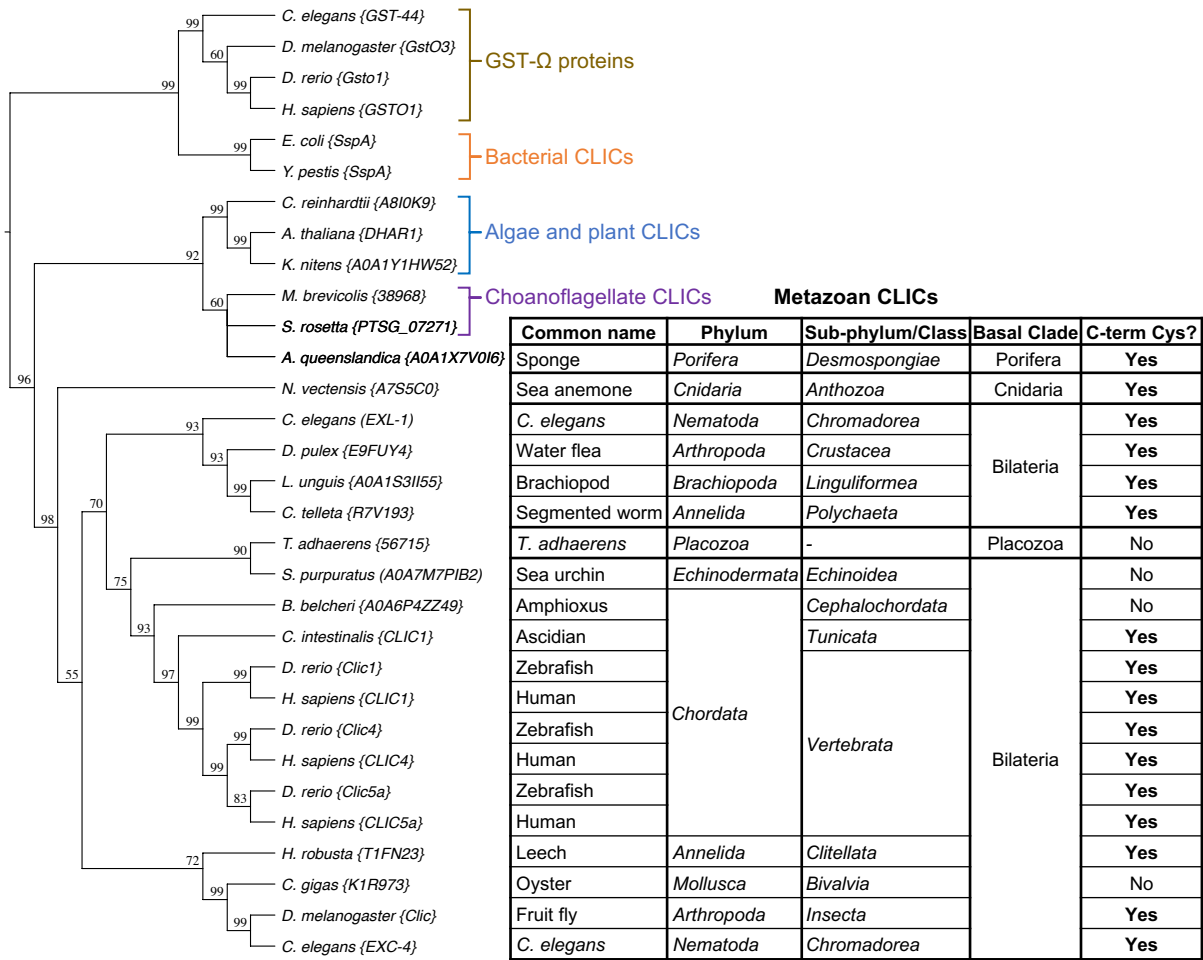 C. elegans {GST-44}
D. melanogaster {GstO3}
D. rerio {Gsto1}
H. sapiens {GSTO1}
GST-Ω proteins
E. coli {SspA}
Y. pestis {SspA}
Bacterial CLICs
C. reinhardtii {A8I0K9}
A. thaliana {DHAR1}
K. nitens {A0A1Y1HW52}
Algae and plant CLICs
M. brevicolis {38968}
S. rosetta {PTSG_07271}
Choanoflagellate CLICs
Metazoan CLICs
Common name Phylum Sub-phylum/Class Basal Clade C-term Cys?
A. queenslandica {A0A1X7V0I6} Sponge Porifera Desmospongiae Porifera Yes
N. vectensis {A7S5C0} Sea anemone Cnidaria Anthozoa Cnidaria Yes
C. elegans (EXL-1) C. elegans Nematoda Chromadorea Yes
D. pulex {E9FUY4} Water flea Arthropoda Crustacea Yes
Bilateria
L. unguis {A0A1S3II55} Brachiopod Brachiopoda Linguliformea Yes
C. telleta {R7V193} Segmented worm Annelida Polychaeta Yes
T. adhaerens {56715} T. adhaerens Placozoa - Placozoa No
S. purpuratus (A0A7M7PIB2) Sea urchin Echinodermata Echinoidea No
B. belcheri {A0A6P4ZZ49} Amphioxus Cephalochordata No
C. intestinalis {CLIC1} Ascidian Tunicata Yes
D. rerio {Clic1} Zebrafish Yes
H. sapiens {CLIC1} Human Yes
Chordata
D. rerio {Clic4} Zebrafish Vertebrata Yes
H. sapiens {CLIC4} Human Bilateria Yes
D. rerio {Clic5a} Zebrafish Yes
H. sapiens {CLIC5a} Human Yes
H. robusta {T1FN23} Leech Annelida Clitellata Yes
C. gigas {K1R973} Oyster Mollusca Bivalvia No
D. melanogaster {Clic} Fruit fly Arthropoda Insecta Yes
C. elegans {EXC-4} C. elegans Nematoda Chromadorea Yes
99
60
99
99
99
99
99
92
60
96
93
93
99
98
70
90
75
93
97
55
99
99
99
99
83
72
99
99